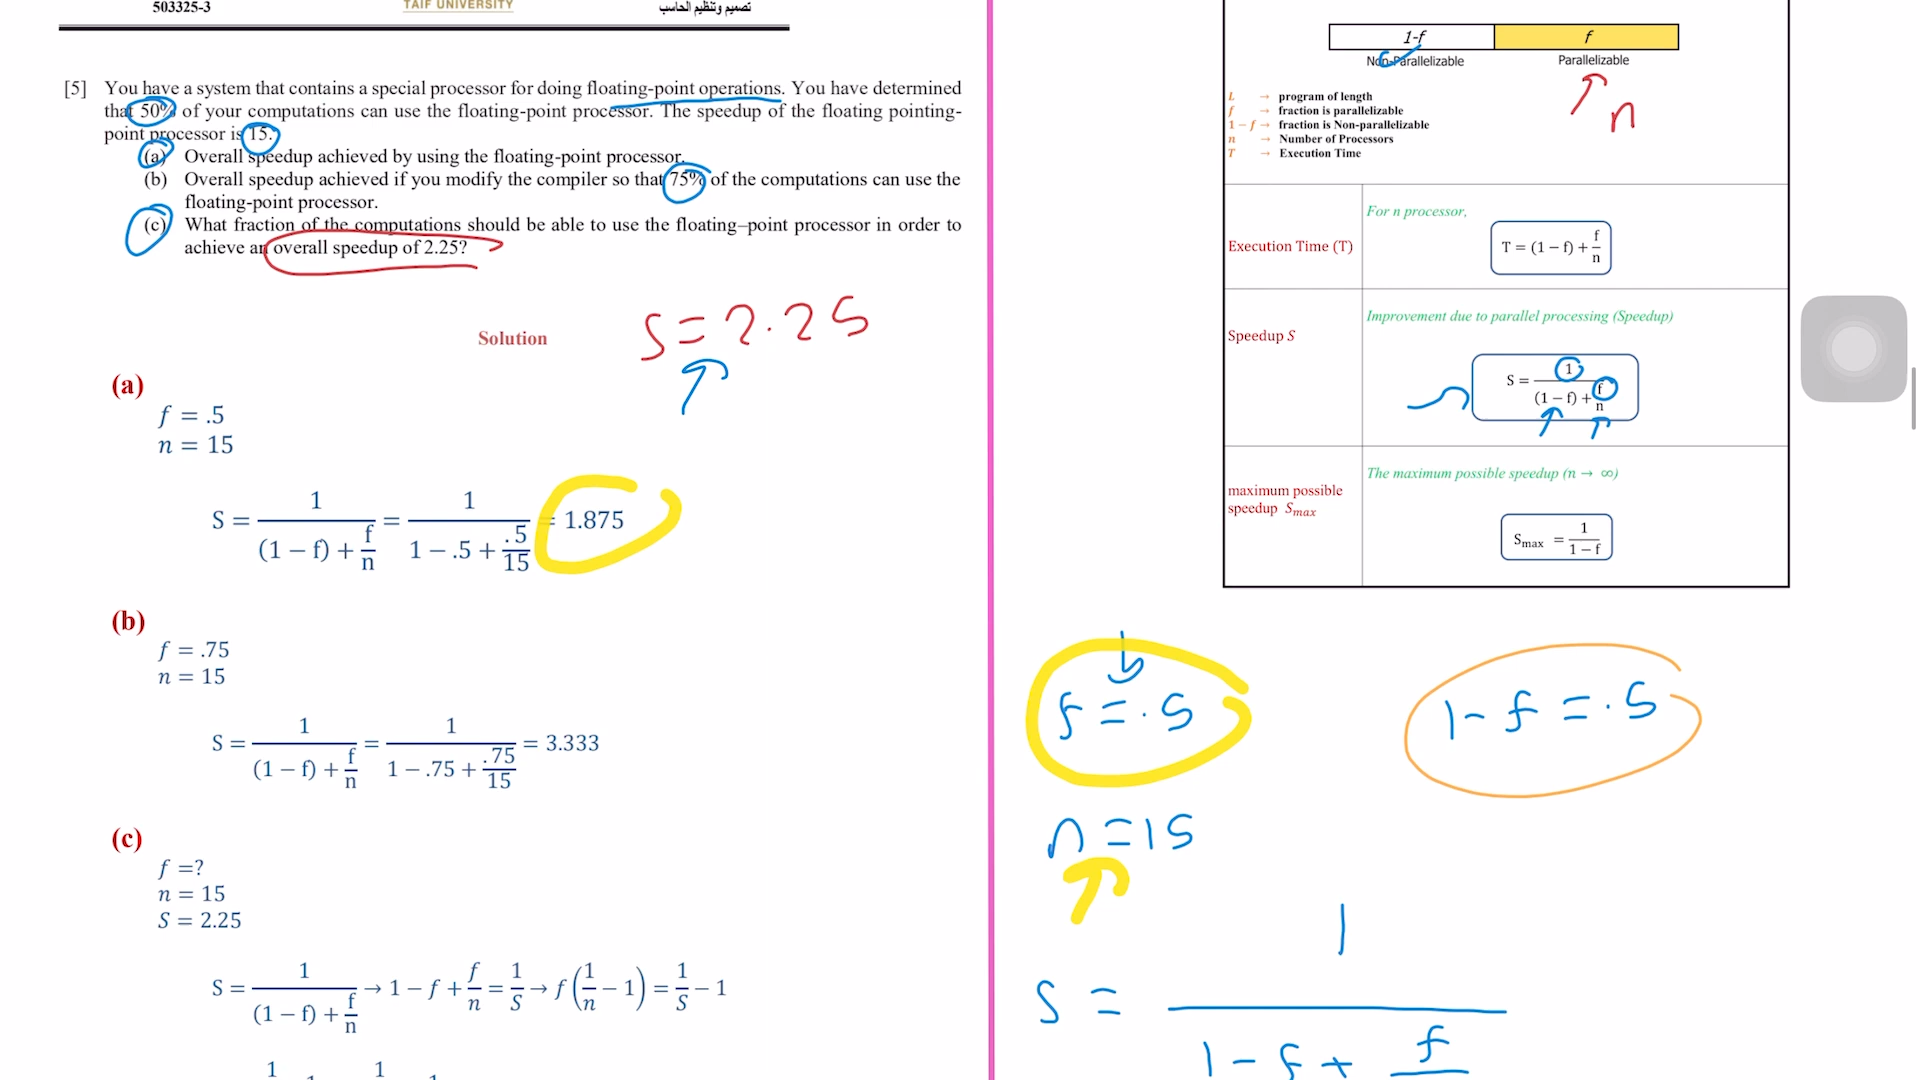 503325-3
TAIF UNIVERSITY
تصميم وتنظيم الحاسب
[5] You have a system that contains a special processor for doing floating-point operations. You have determined
that 50% of your computations can use the floating-point processor. The speedup of the floating pointing-
point processor is 15.
(a) Overall speedup achieved by using the floating-point processor.
(b) Overall speedup achieved if you modify the compiler so that 75% of the computations can use the
floating-point processor.
(c) What fraction of the computations should be able to use the floating–point processor in order to
achieve an overall speedup of 2.25?
Solution
S = 2.25
(a)
f = .5
n = 15
S = 1 / ((1 − f) + f/n) = 1 / (1 − .5 + .5/15) = 1.875
(b)
f = .75
n = 15
S = 1 / ((1 − f) + f/n) = 1 / (1 − .75 + .75/15) = 3.333
(c)
f =?
n = 15
S = 2.25
S = 1 / ((1 − f) + f/n) → 1 − f + f/n = 1/S → f(1/n − 1) = 1/S − 1
1-f
f
Non-Parallelizable
Parallelizable
n
L → program of length
f → fraction is parallelizable
1 − f → fraction is Non-parallelizable
n → Number of Processors
T → Execution Time
Execution Time (T)
For n processor,
T = (1 − f) + f/n
Speedup S
Improvement due to parallel processing (Speedup)
S = 1 / ((1 − f) + f/n)
maximum possible
speedup Smax
The maximum possible speedup (n → ∞)
Smax = 1 / (1 − f)
f = .5
1 - f = .5
n = 15
S = 1 / (1 - f + f